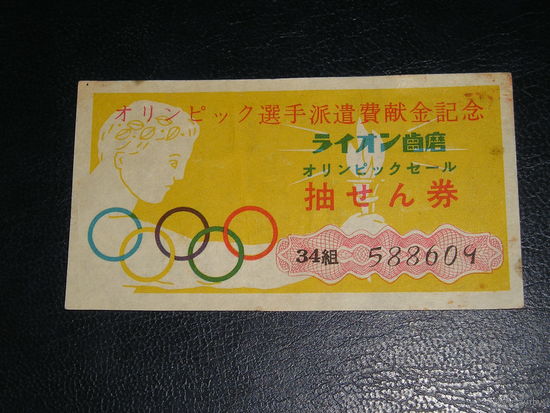 オリンピック選手派遣費献金記念
ライオン歯磨
オリンピックセール
抽せん券
34組 588609